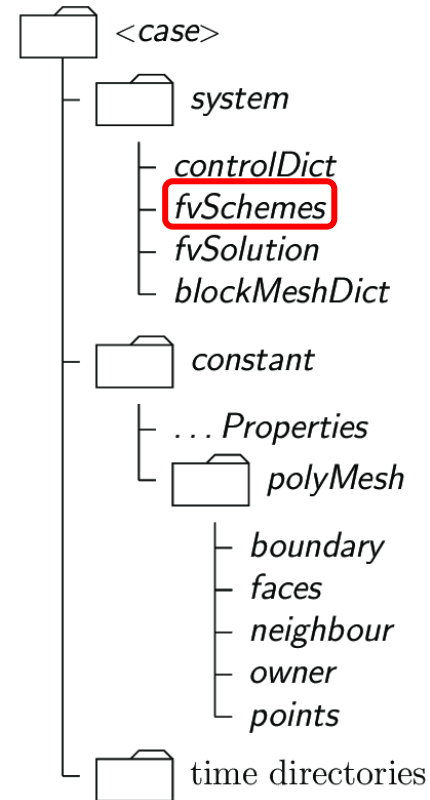 <case>
system
controlDict
fvSchemes
fvSolution
blockMeshDict
constant
...Properties
polyMesh
boundary
faces
neighbour
owner
points
time directories